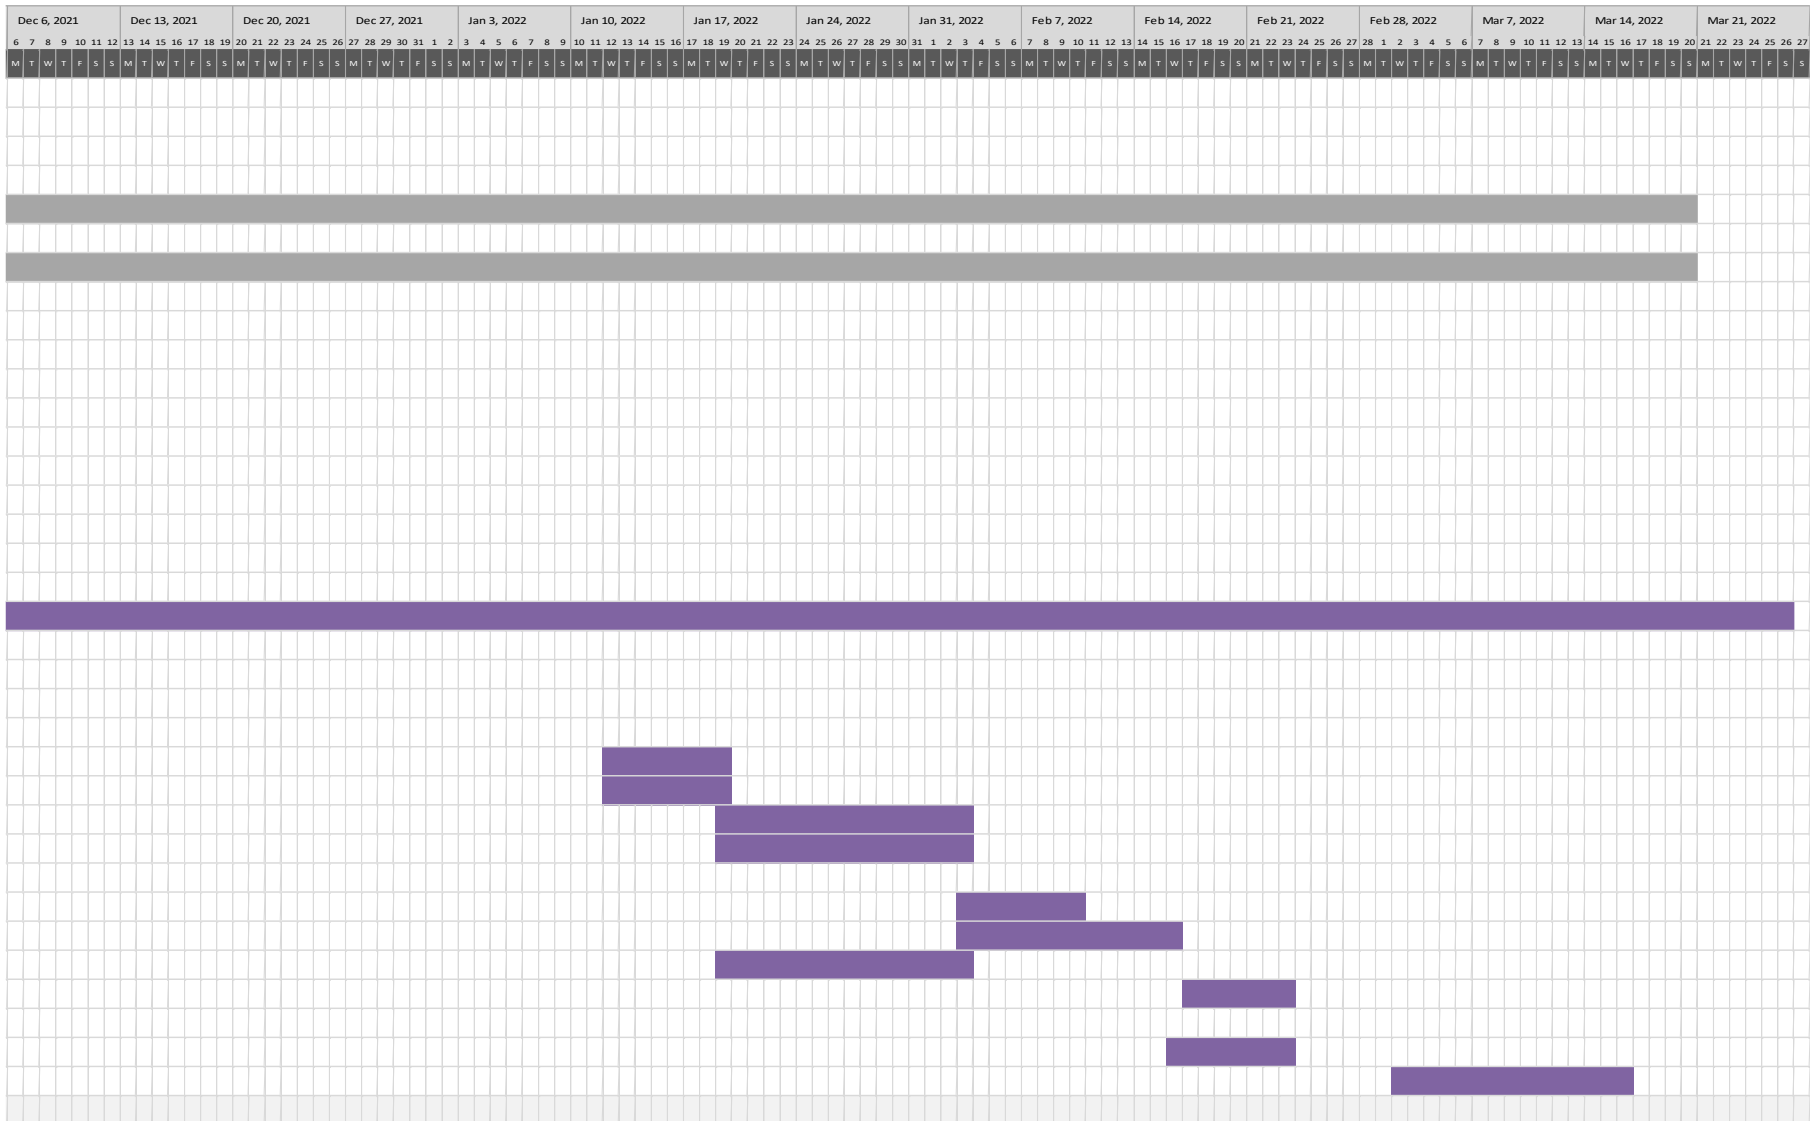 Dec 6, 2021 Dec 13, 2021 Dec 20, 2021 Dec 27, 2021 Jan 3, 2022 Jan 10, 2022 Jan 17, 2022 Jan 24, 2022 Jan 31, 2022 Feb 7, 2022 Feb 14, 2022 Feb 21, 2022 Feb 28, 2022 Mar 7, 2022 Mar 14, 2022 Mar 21, 2022
6 7 8 9 10 11 12 13 14 15 16 17 18 19 20 21 22 23 24 25 26 27 28 29 30 31 1 2 3 4 5 6 7 8 9 10 11 12 13 14 15 16 17 18 19 20 21 22 23 24 25 26 27 28 29 30 31 1 2 3 4 5 6 7 8 9 10 11 12 13 14 15 16 17 18 19 20 21 22 23 24 25 26 27 28 1 2 3 4 5 6 7 8 9 10 11 12 13 14 15 16 17 18 19 20 21 22 23 24 25 26 27
M T W T F S S M T W T F S S M T W T F S S M T W T F S S M T W T F S S M T W T F S S M T W T F S S M T W T F S S M T W T F S S M T W T F S S M T W T F S S M T W T F S S M T W T F S S M T W T F S S M T W T F S S M T W T F S S